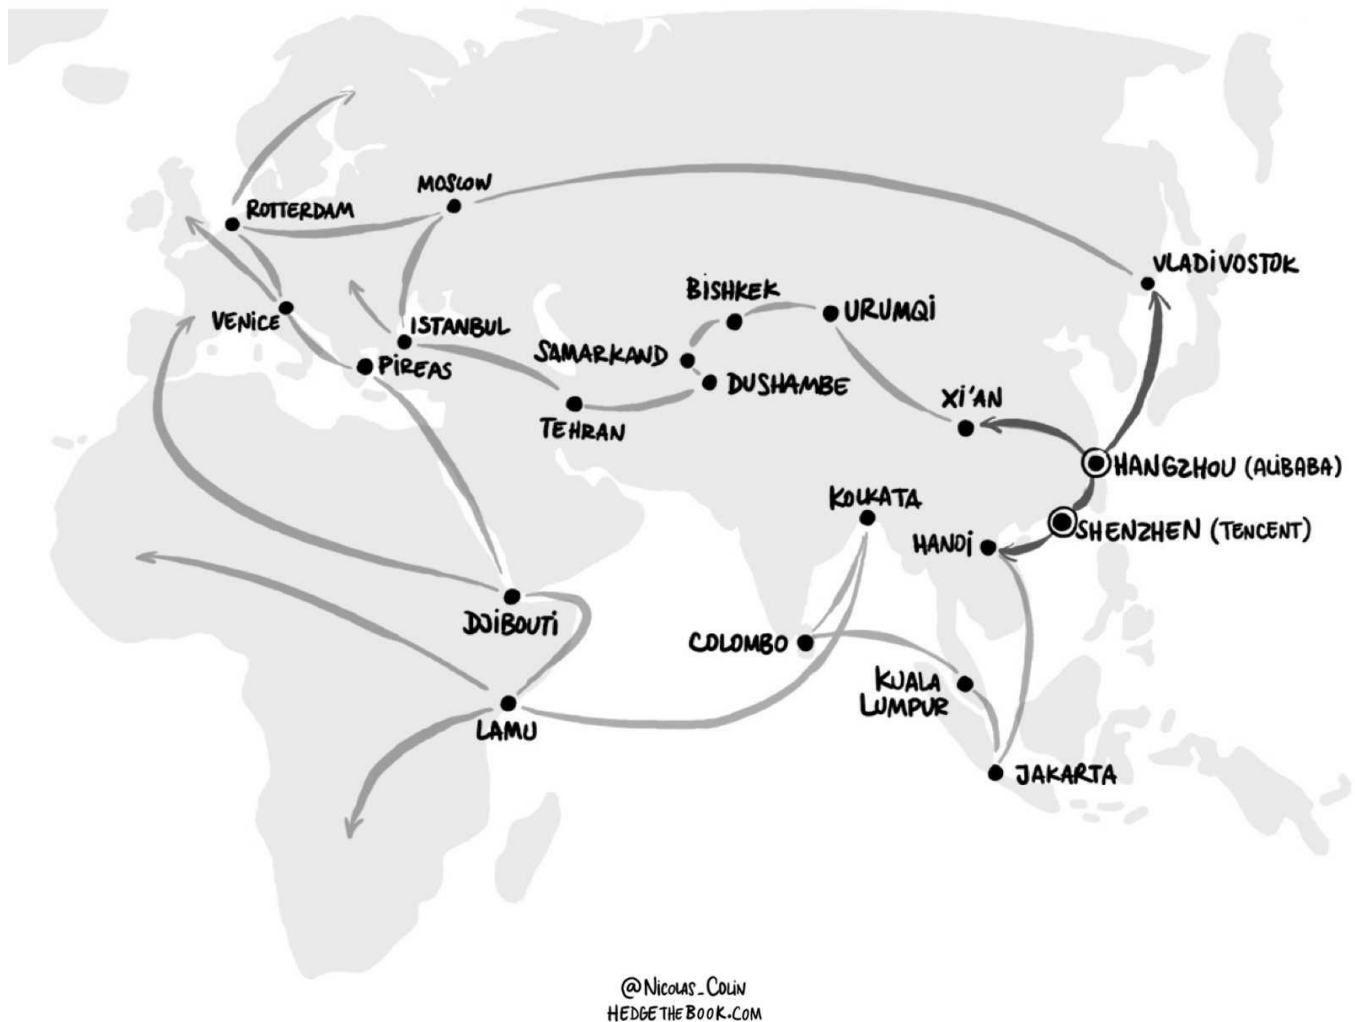 MOSCOW
ROTTERDAM
VLADiVOSTOK
BiSHKEK
URUMQi
VENiCE
ISTANBUL
SAMARKAND
PiREAS
DUSHAMBE
Xi'AN
TEHRAN
HANGZHOU (ALiBABA)
KOLKATA
SHENZHEN (TENCENT)
HANOi
DJiBOUTi
COLOMBO
KUALA
LUMPUR
LAMU
JAKARTA
@NiCOLAS_COLiN
HEDGETHEBOOK.COM